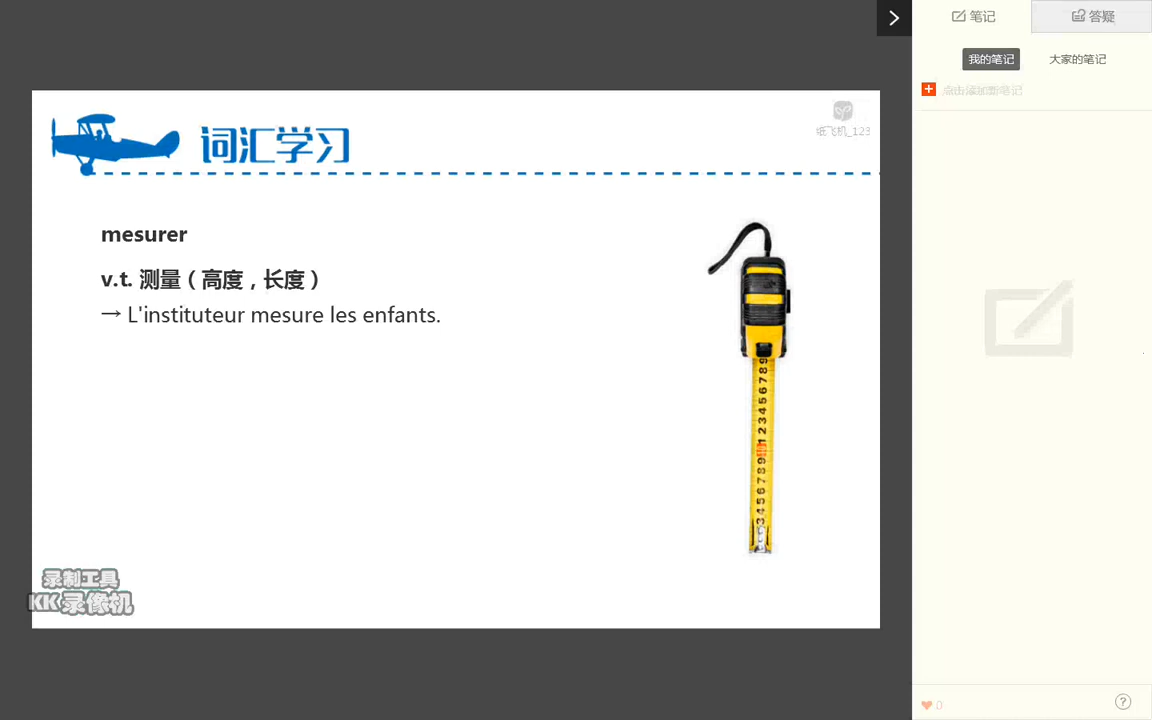 笔记
答疑
我的笔记
大家的笔记
词汇学习
纸飞机_123
mesurer
v.t. 测量（高度，长度）
→ L'instituteur mesure les enfants.
录制工具
KK录像机
0